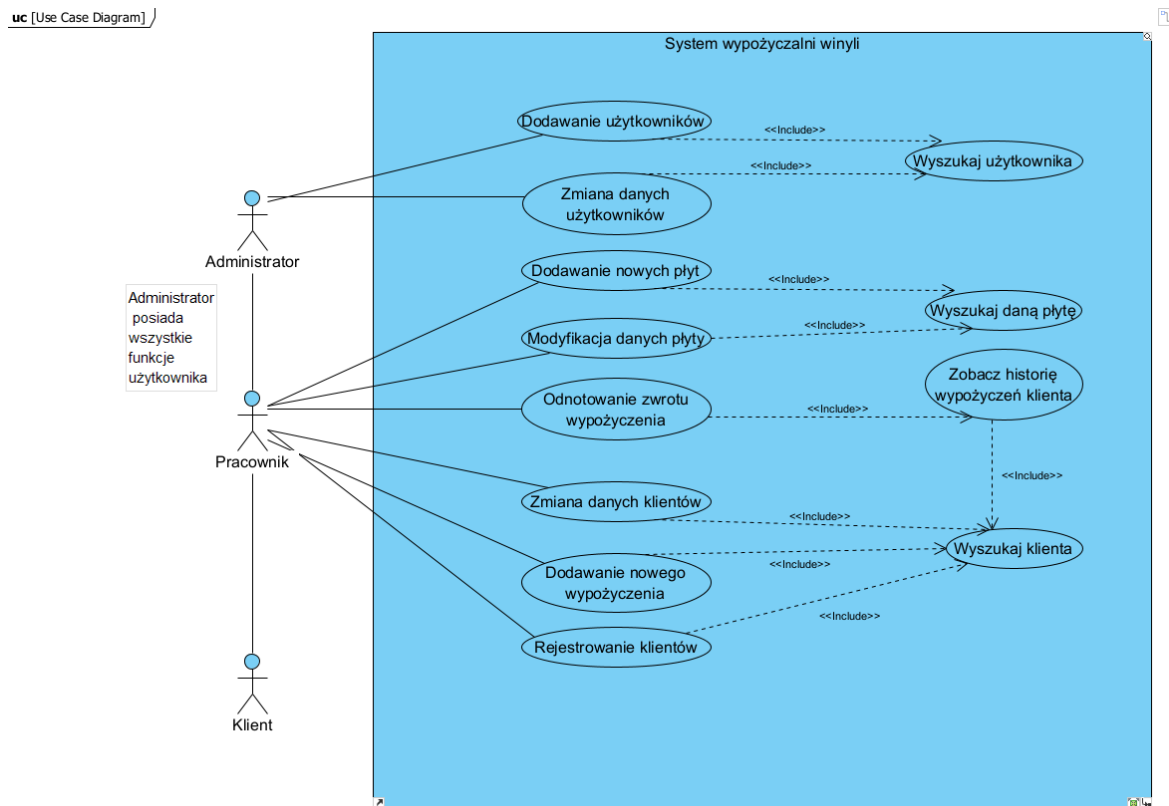 uc [Use Case Diagram]
System wypożyczalni winyli
Dodawanie użytkowników
<<Include>>
Wyszukaj użytkownika
<<Include>>
Zmiana danych
użytkowników
Administrator
Dodawanie nowych płyt
<<Include>>
Wyszukaj daną płytę
Administrator
posiada
wszystkie
funkcje
użytkownika
Modyfikacja danych płyty
<<Include>>
Zobacz historię
wypożyczeń klienta
Odnotowanie zwrotu
wypożyczenia
<<Include>>
Pracownik
<<Include>>
Zmiana danych klientów
<<Include>>
Wyszukaj klienta
Dodawanie nowego
wypożyczenia
<<Include>>
<<Include>>
Rejestrowanie klientów
Klient